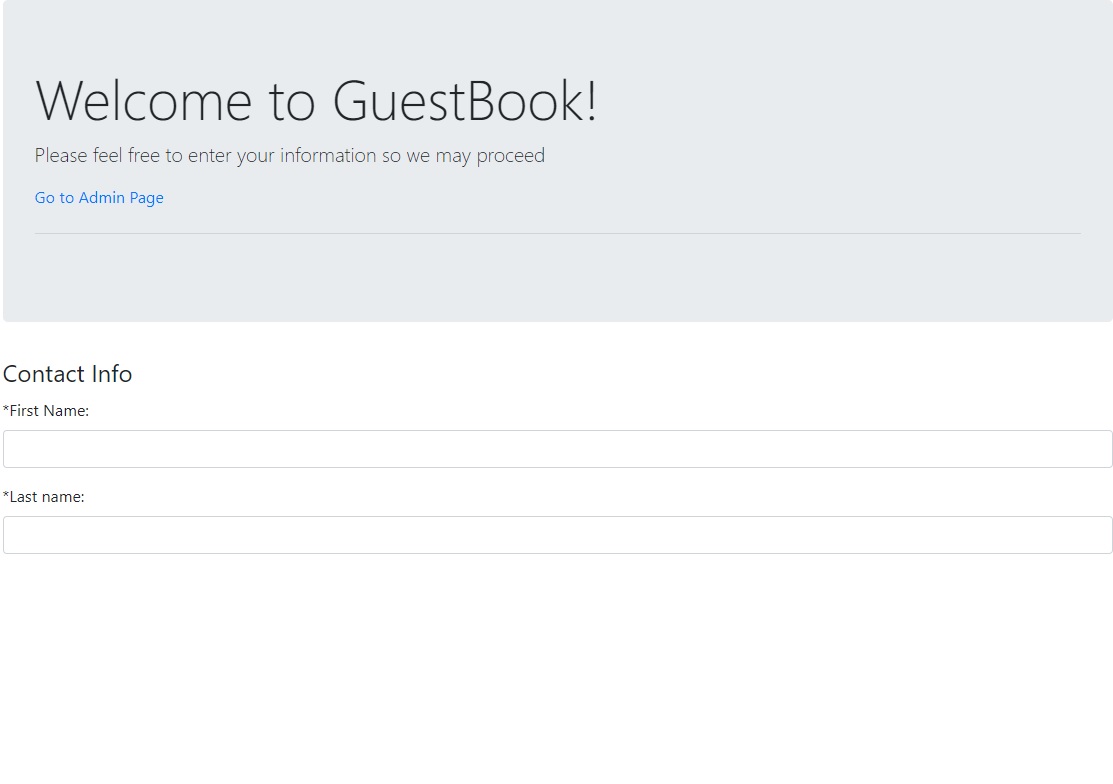 Welcome to GuestBook!
Please feel free to enter your information so we may proceed
Go to Admin Page
Contact Info
*First Name:
*Last name: